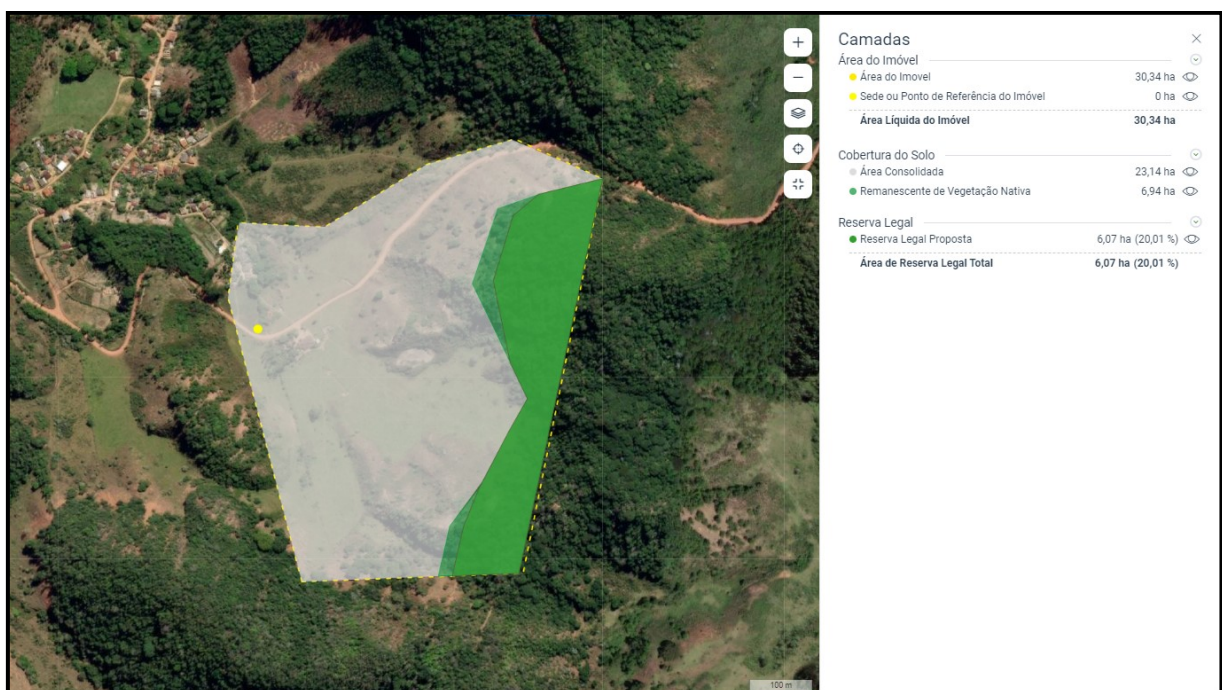 Camadas
Área do Imóvel
Área do Imovel 30,34 ha
Sede ou Ponto de Referência do Imóvel 0 ha
Área Líquida do Imóvel 30,34 ha
Cobertura do Solo
Área Consolidada 23,14 ha
Remanescente de Vegetação Nativa 6,94 ha
Reserva Legal
Reserva Legal Proposta 6,07 ha (20,01 %)
Área de Reserva Legal Total 6,07 ha (20,01 %)
100 m